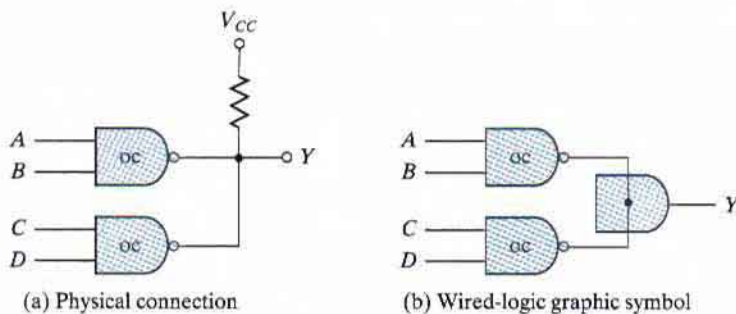 V_CC
A
B
OC
Y
C
D
OC
(a) Physical connection
A
B
OC
C
D
OC
Y
(b) Wired-logic graphic symbol